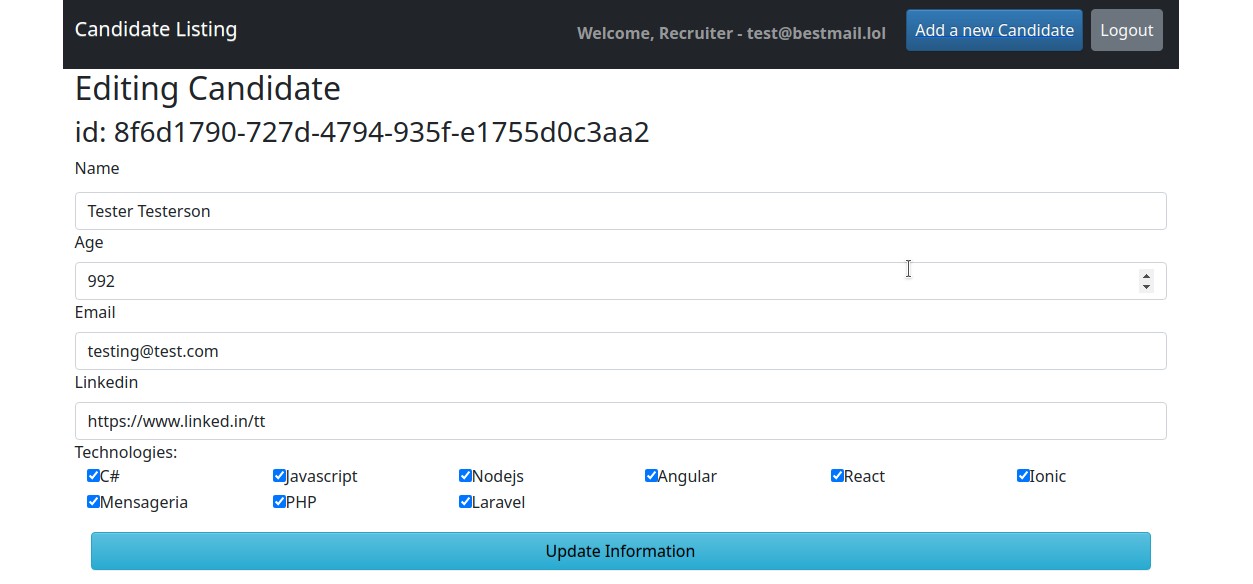 Candidate Listing
Welcome, Recruiter - test@bestmail.lol
Add a new Candidate
Logout
Editing Candidate
id: 8f6d1790-727d-4794-935f-e1755d0c3aa2
Name
Tester Testerson
Age
992
Email
testing@test.com
Linkedin
https://www.linked.in/tt
Technologies:
C# Javascript Nodejs Angular React Ionic
Mensageria PHP Laravel
Update Information